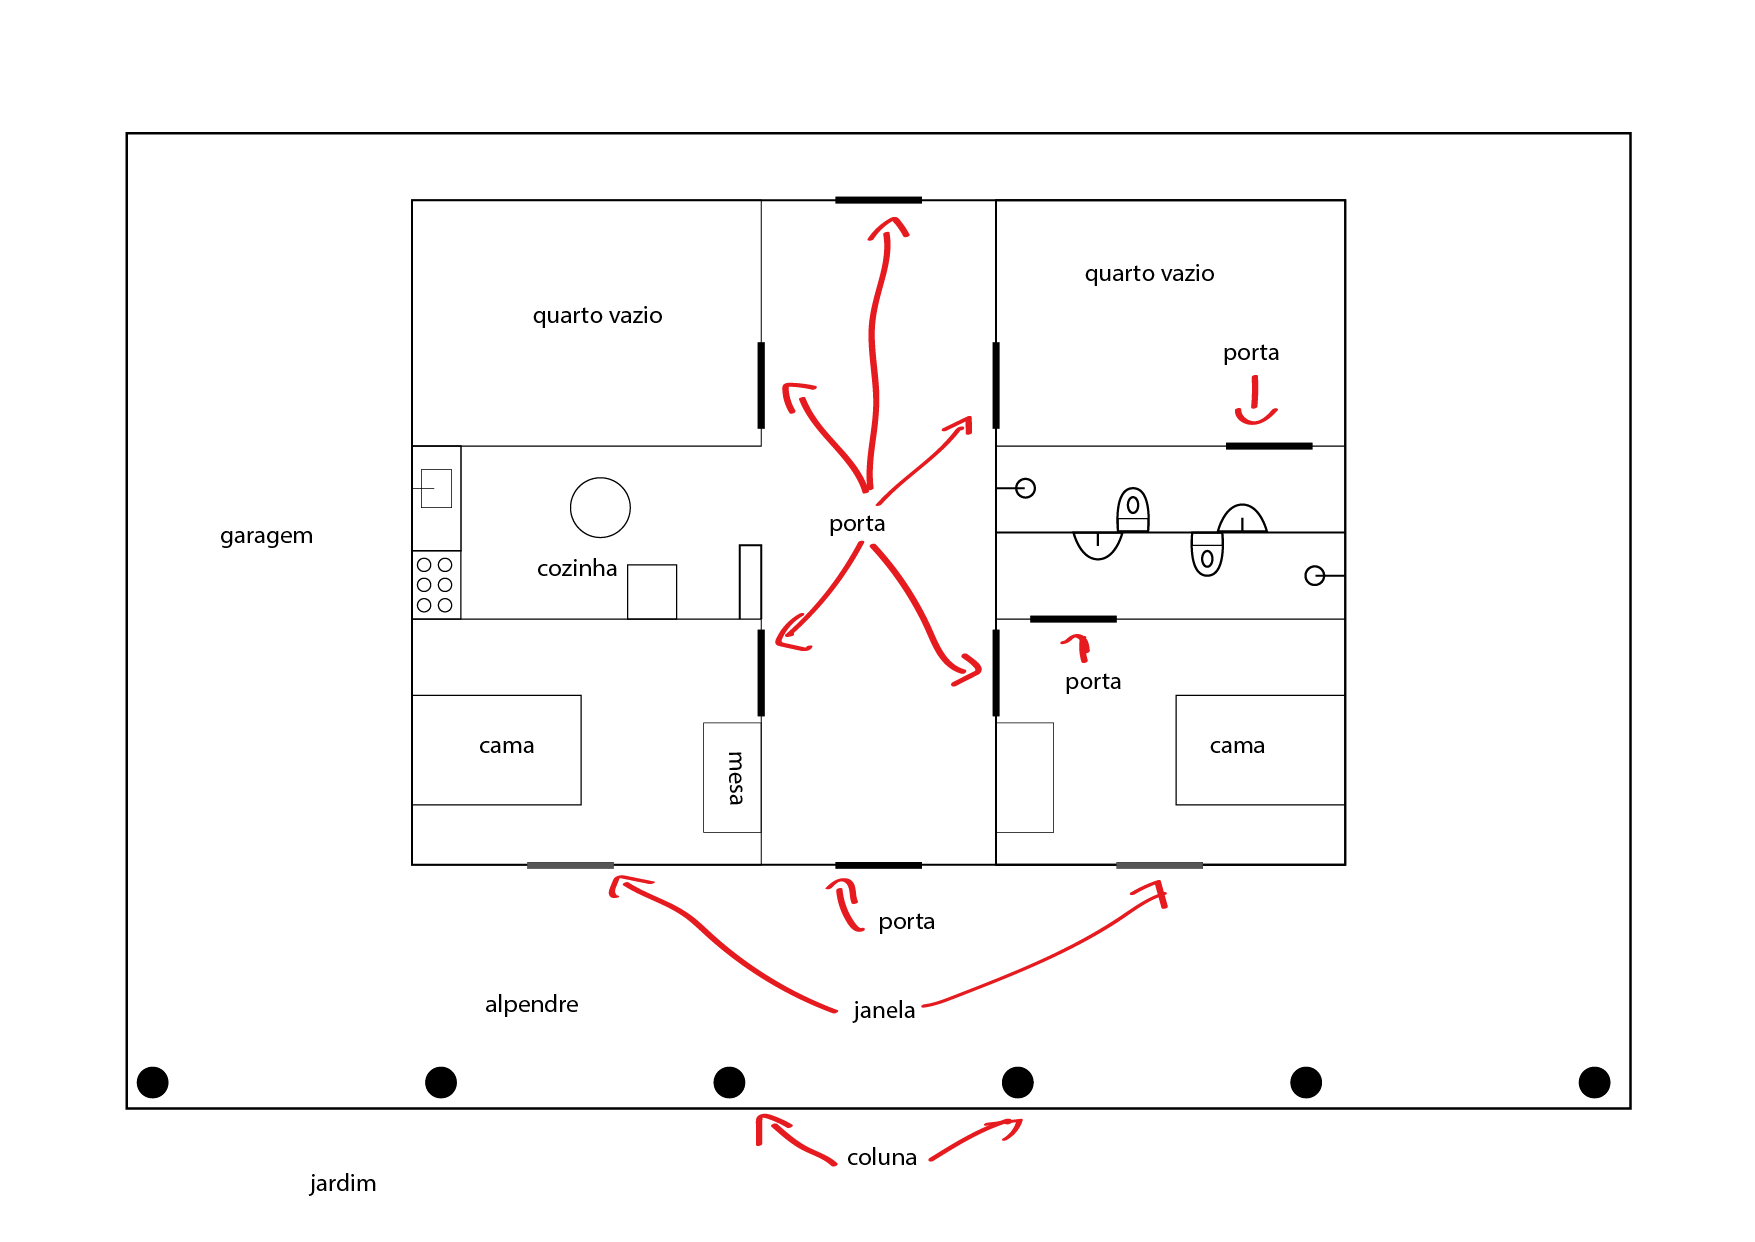 quarto vazio
quarto vazio
porta
porta
garagem
cozinha
porta
cama
mesa
cama
porta
alpendre
janela
coluna
jardim